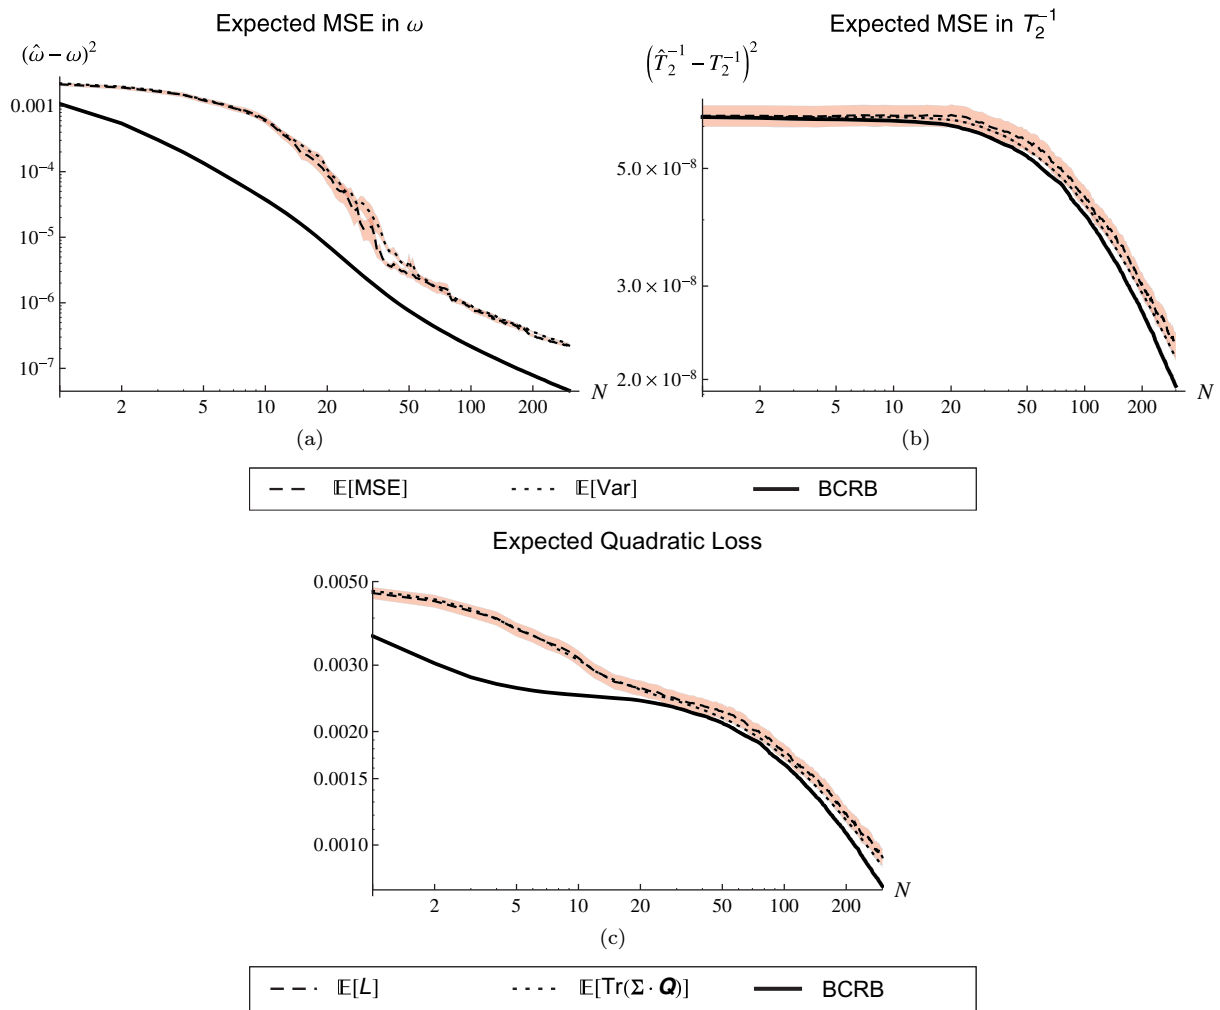 Expected MSE in ω
(ω̂ − ω)²
0.001
10⁻⁴
10⁻⁵
10⁻⁶
10⁻⁷
2 5 10 20 50 100 200 N
(a)
Expected MSE in T₂⁻¹
(T̂₂⁻¹ − T₂⁻¹)²
5.0 × 10⁻⁸
3.0 × 10⁻⁸
2.0 × 10⁻⁸
2 5 10 20 50 100 200 N
(b)
𝔼[MSE] 𝔼[Var] BCRB
Expected Quadratic Loss
0.0050
0.0030
0.0020
0.0015
0.0010
2 5 10 20 50 100 200 N
(c)
𝔼[L] 𝔼[Tr(Σ · Q)] BCRB